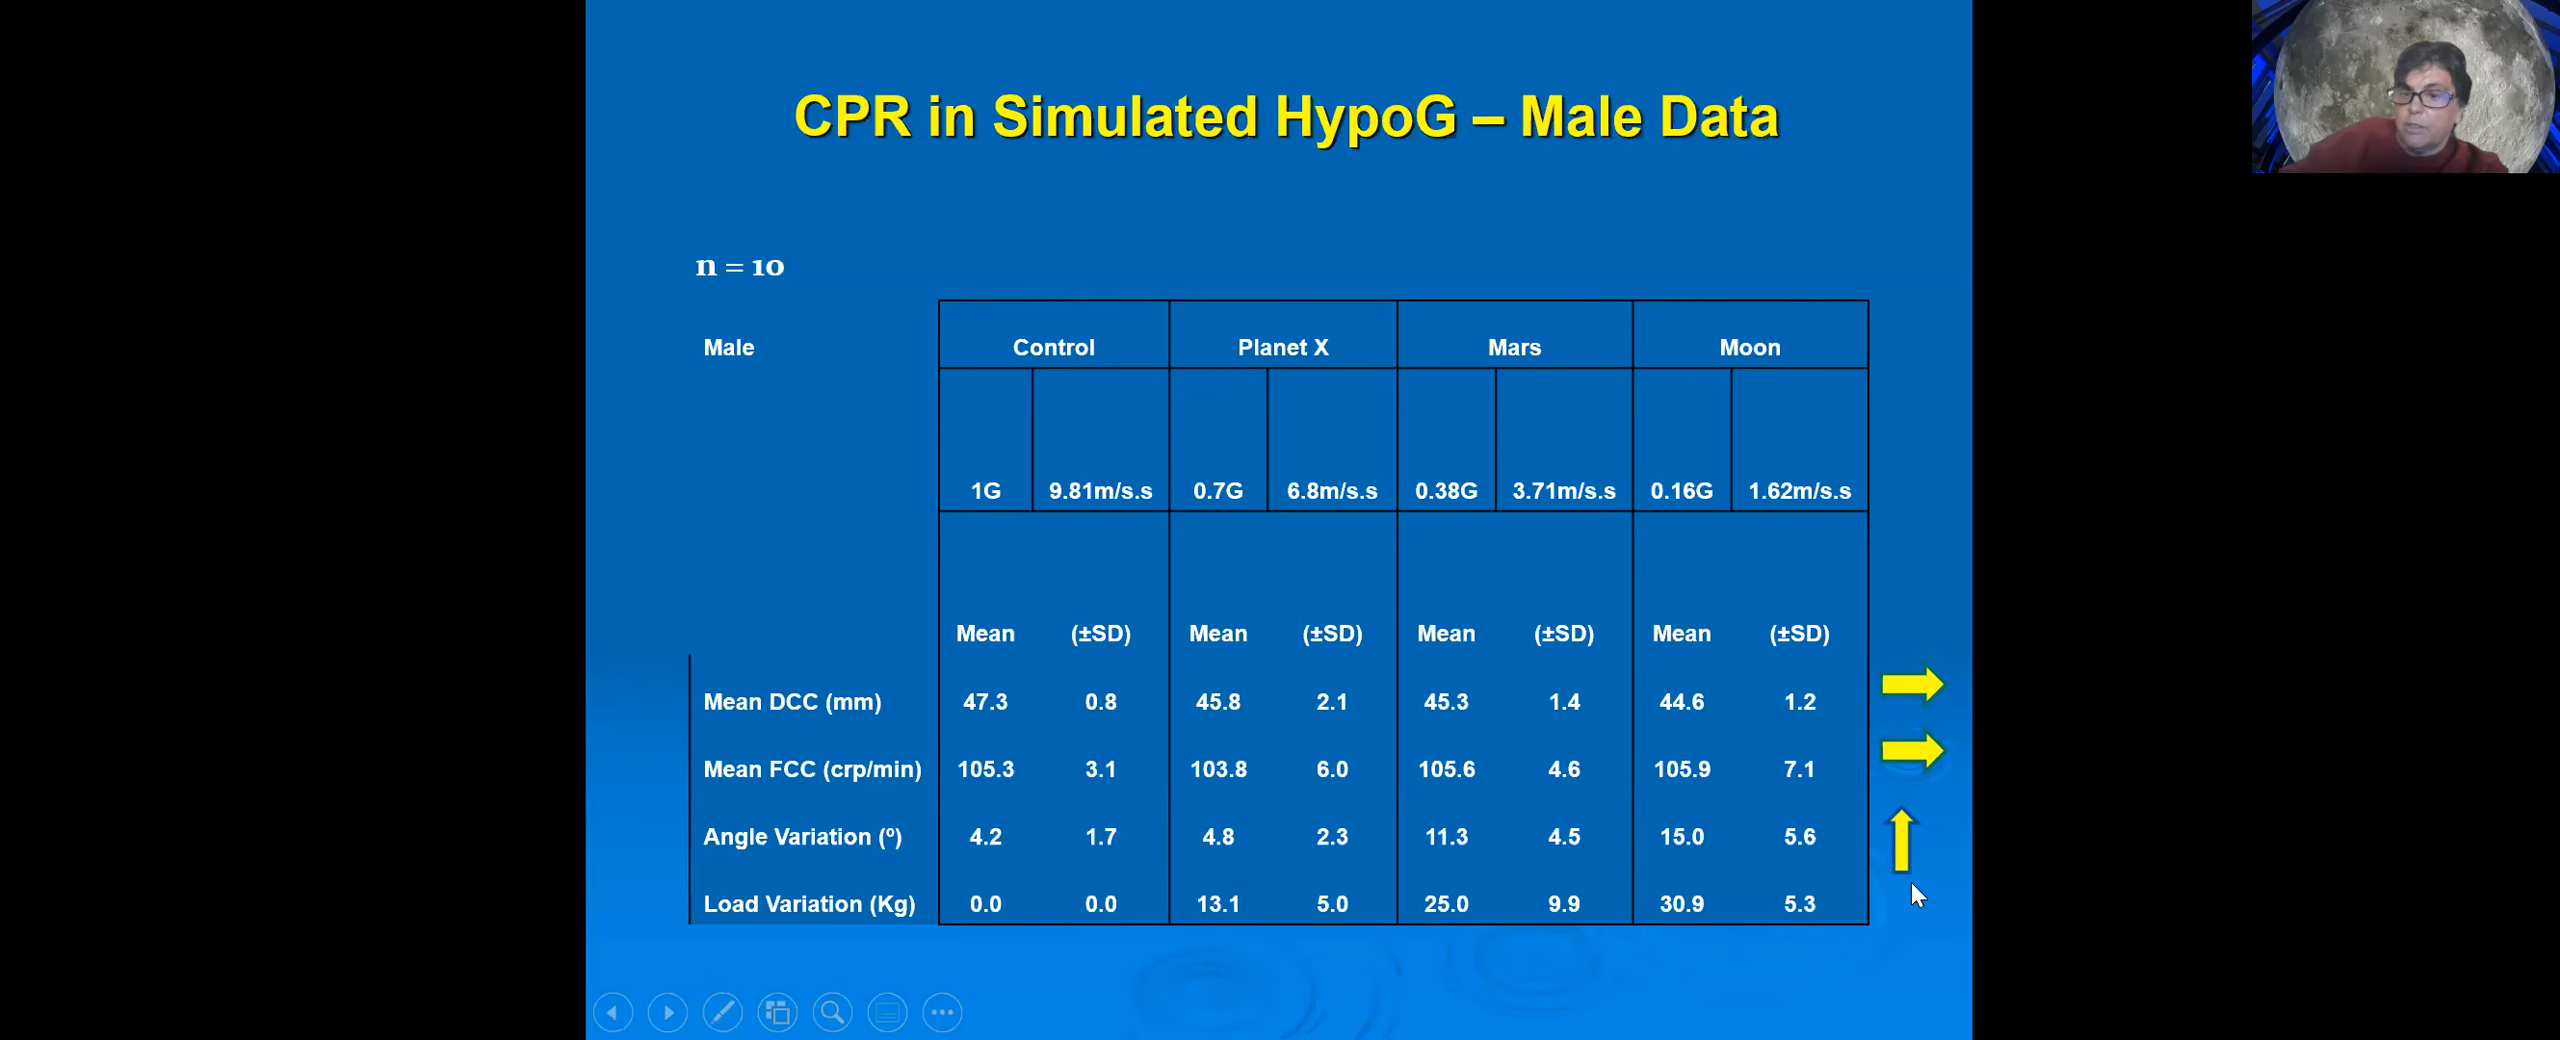 CPR in Simulated HypoG – Male Data
n = 10
Male Control Planet X Mars Moon
1G 9.81m/s.s 0.7G 6.8m/s.s 0.38G 3.71m/s.s 0.16G 1.62m/s.s
Mean (±SD) Mean (±SD) Mean (±SD) Mean (±SD)
Mean DCC (mm) 47.3 0.8 45.8 2.1 45.3 1.4 44.6 1.2
Mean FCC (crp/min) 105.3 3.1 103.8 6.0 105.6 4.6 105.9 7.1
Angle Variation (º) 4.2 1.7 4.8 2.3 11.3 4.5 15.0 5.6
Load Variation (Kg) 0.0 0.0 13.1 5.0 25.0 9.9 30.9 5.3